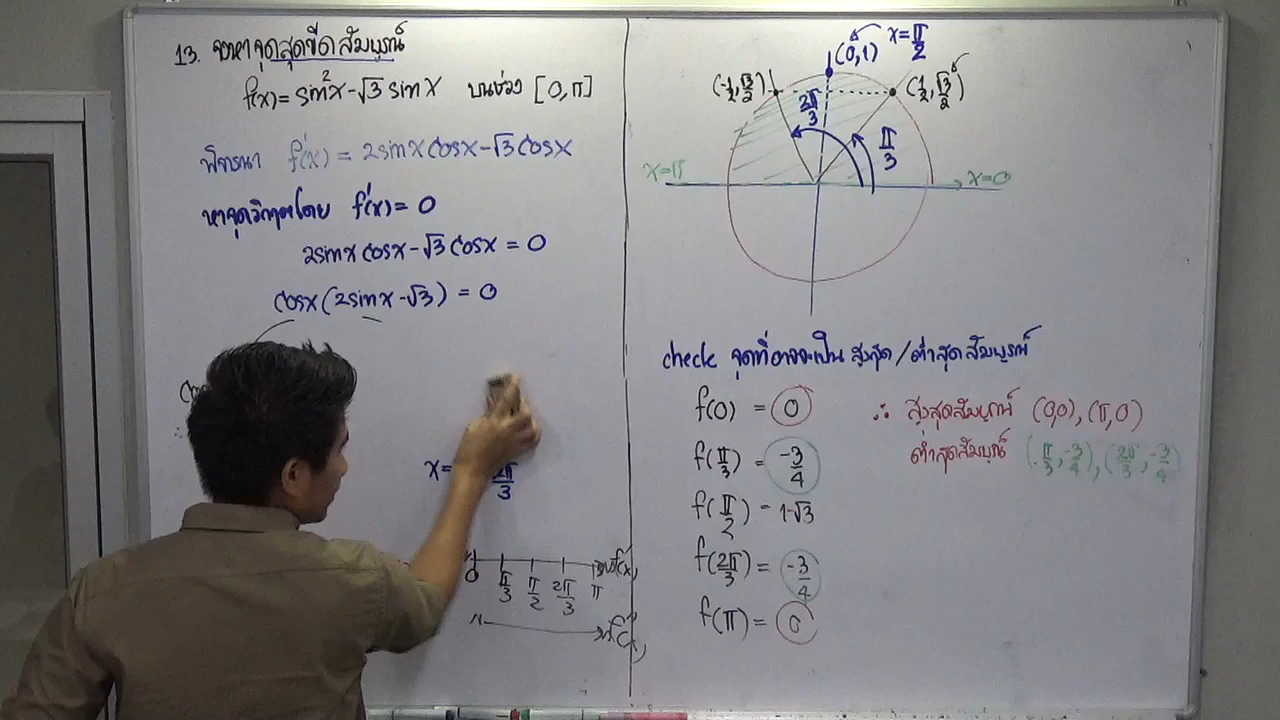 13. จงหาจุดสุดขีดสัมบูรณ์
f(x) = sin²x - √3 sin x บนช่วง [0, π]
พิจารณา f'(x) = 2sin x cos x - √3 cos x
หาจุดวิกฤตโดย f'(x) = 0
2sin x cos x - √3 cos x = 0
cos x (2sin x - √3) = 0
x =
2π/3
0 π/3 π/2 2π/3 π
(0,1) x = π/2
(-1/2, √3/2) (1/2, √3/2)
2π/3
π/3
x = π x = 0
check จุดที่อาจจะเป็น สูงสุด/ต่ำสุด สัมบูรณ์
f(0) = 0 ∴ สูงสุดสัมบูรณ์ (0,0), (π,0)
ต่ำสุดสัมบูรณ์ (π/3, -3/4), (2π/3, -3/4)
f(π/3) = -3/4
f(π/2) = 1-√3
f(2π/3) = -3/4
f(π) = 0